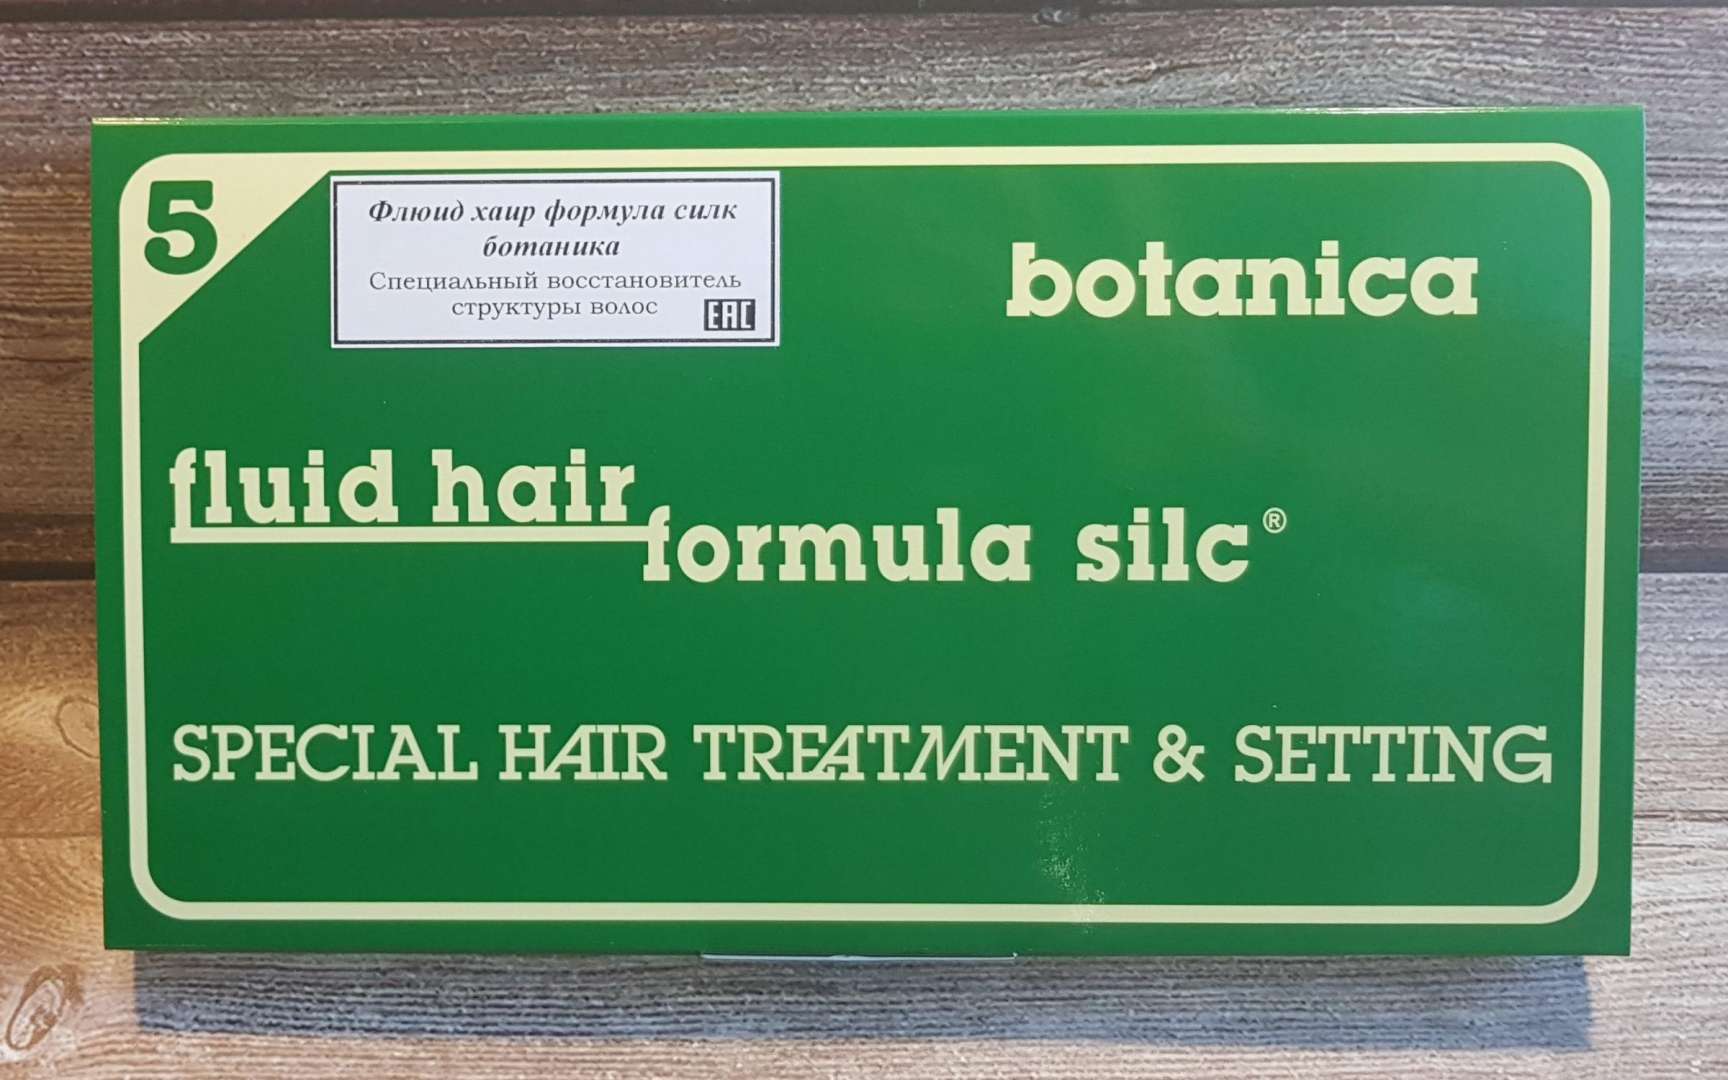 5
Флюид хаир формула силк
ботаника
Специальный восстановитель
структуры волос
EAC
botanica
fluid hair
formula silc®
SPECIAL HAIR TREATMENT & SETTING